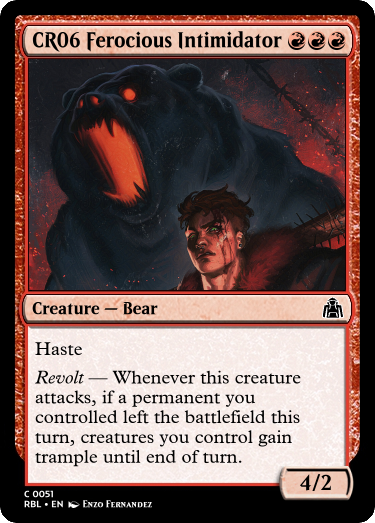 CR06 Ferocious Intimidator
Creature — Bear
Haste
Revolt — Whenever this creature
attacks, if a permanent you
controlled left the battlefield this
turn, creatures you control gain
trample until end of turn.
4/2
C 0051
RBL • EN Enzo Fernandez